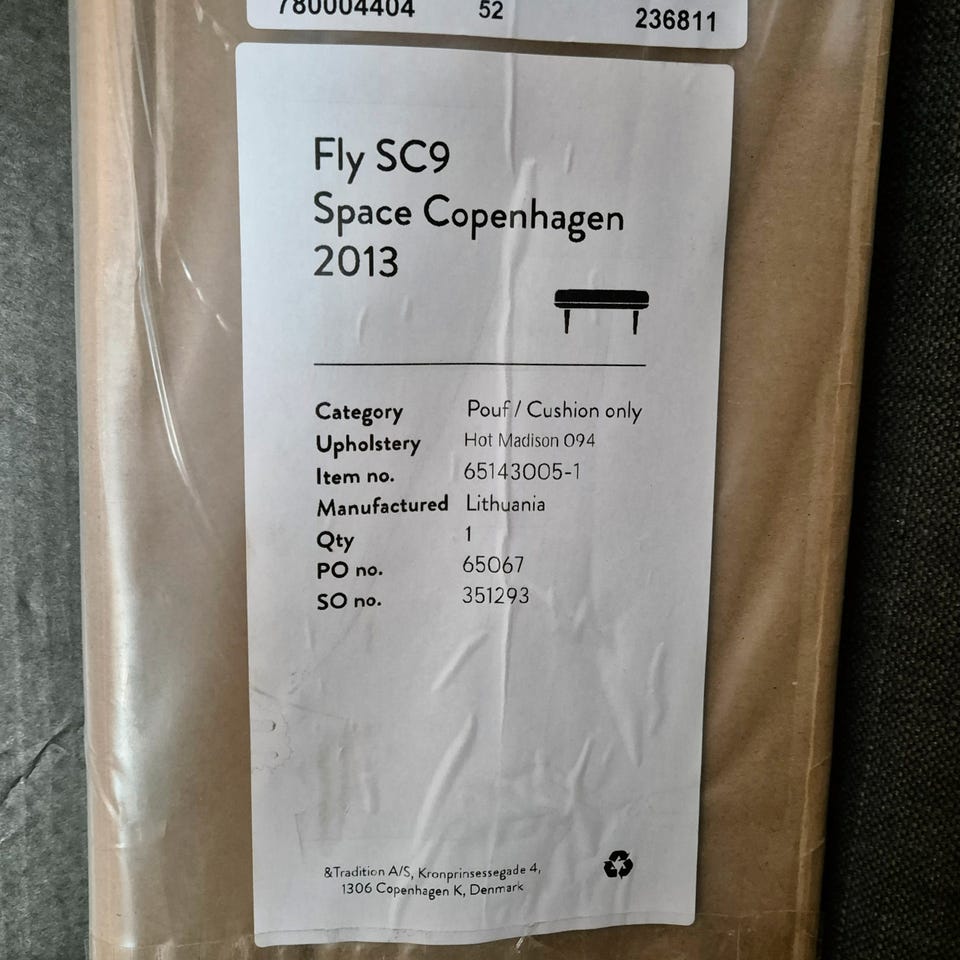 780004404 52 236811
Fly SC9
Space Copenhagen
2013
Category Pouf / Cushion only
Upholstery Hot Madison 094
Item no. 65143005-1
Manufactured Lithuania
Qty 1
PO no. 65067
SO no. 351293
&Tradition A/S, Kronprinsessegade 4,
1306 Copenhagen K, Denmark